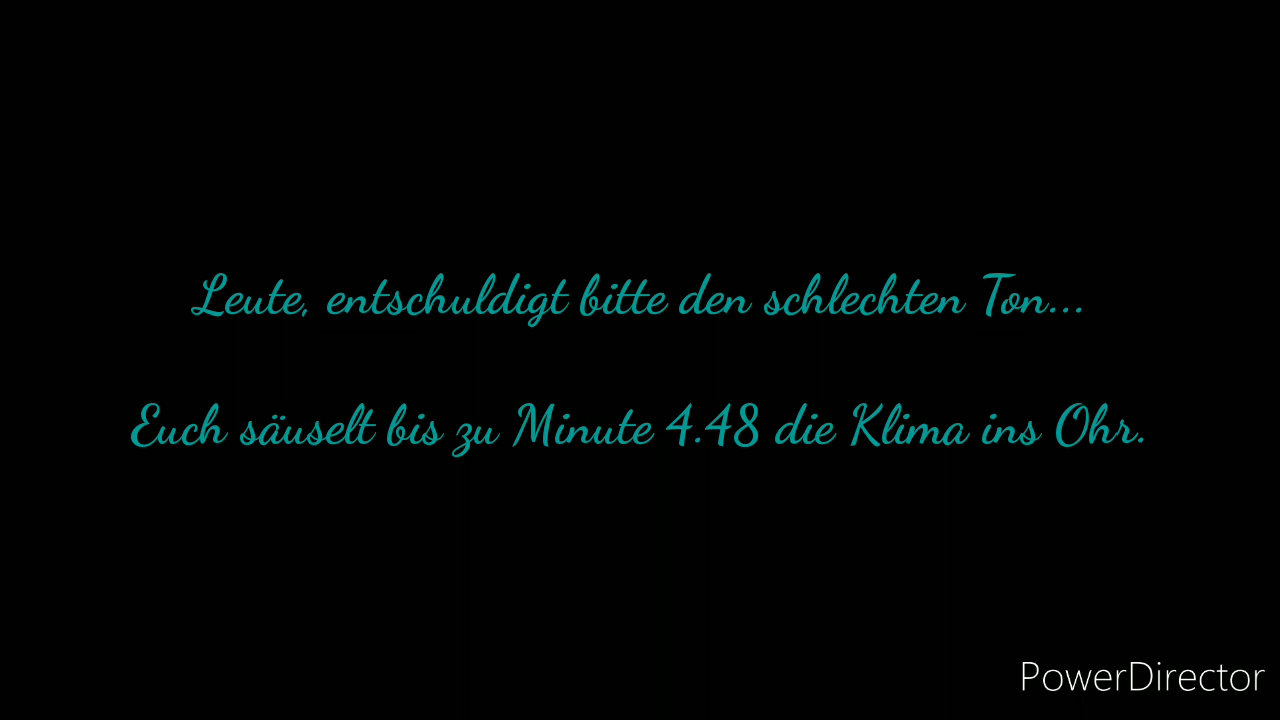 Leute, entschuldigt bitte den schlechten Ton...
Euch säuselt bis zu Minute 4.48 die Klima ins Ohr.
PowerDirector